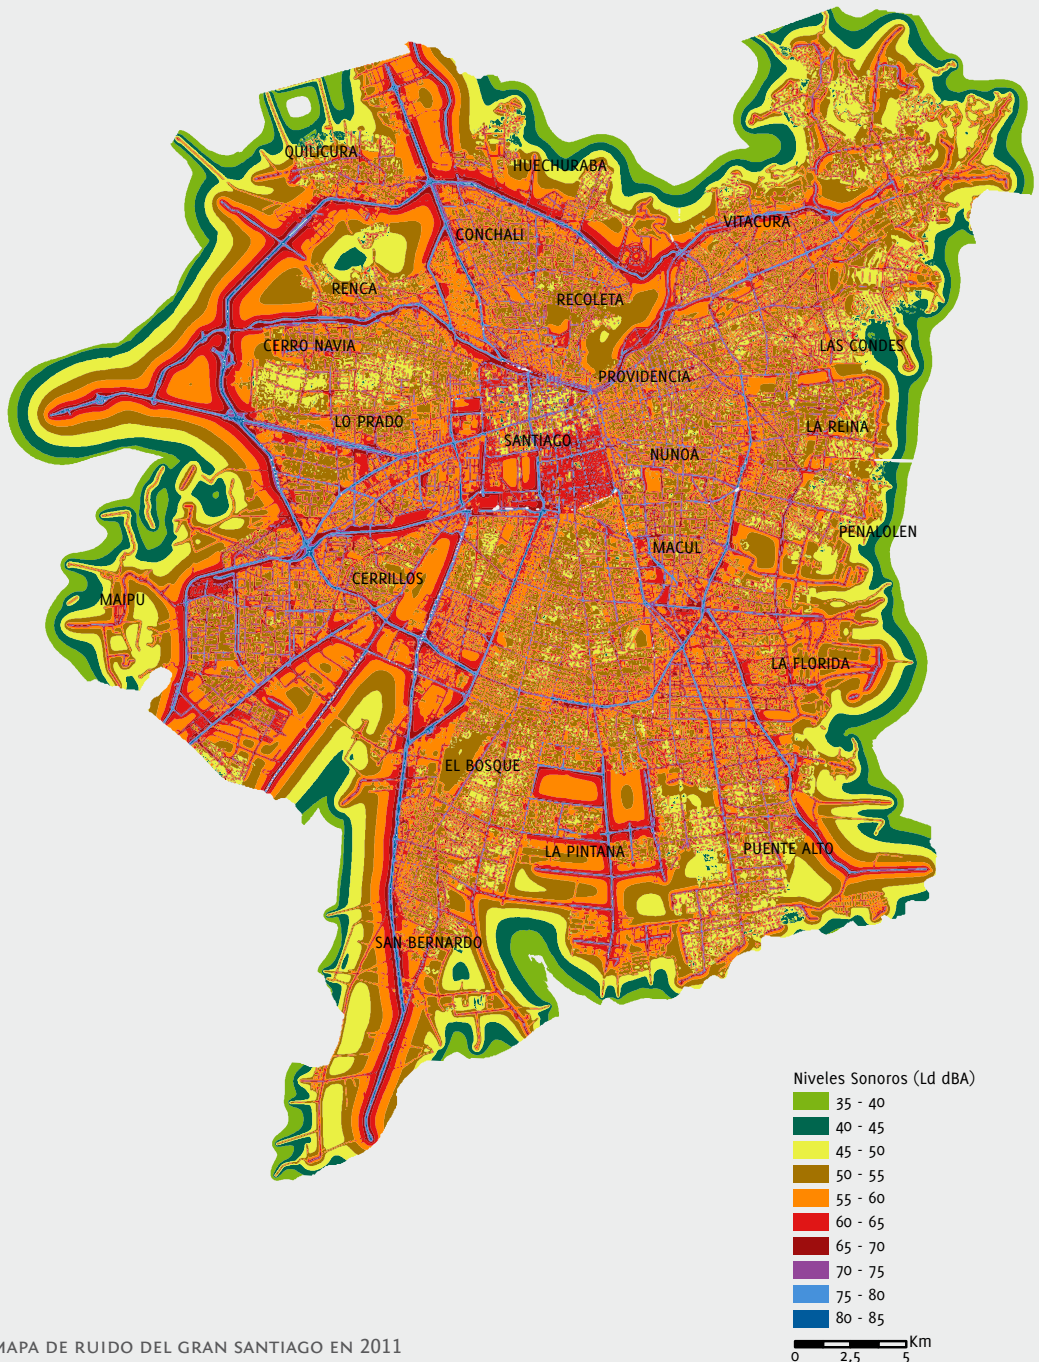 QUILICURA
HUECHURABA
VITACURA
CONCHALI
RENCA
RECOLETA
CERRO NAVIA
LAS CONDES
PROVIDENCIA
LO PRADO
LA REINA
SANTIAGO
NUNOA
PENALOLEN
MACUL
CERRILLOS
MAIPU
LA FLORIDA
EL BOSQUE
LA PINTANA
PUENTE ALTO
SAN BERNARDO
Niveles Sonoros (Ld dBA)
35 - 40
40 - 45
45 - 50
50 - 55
55 - 60
60 - 65
65 - 70
70 - 75
75 - 80
80 - 85
Km
0 2,5 5
MAPA DE RUIDO DEL GRAN SANTIAGO EN 2011